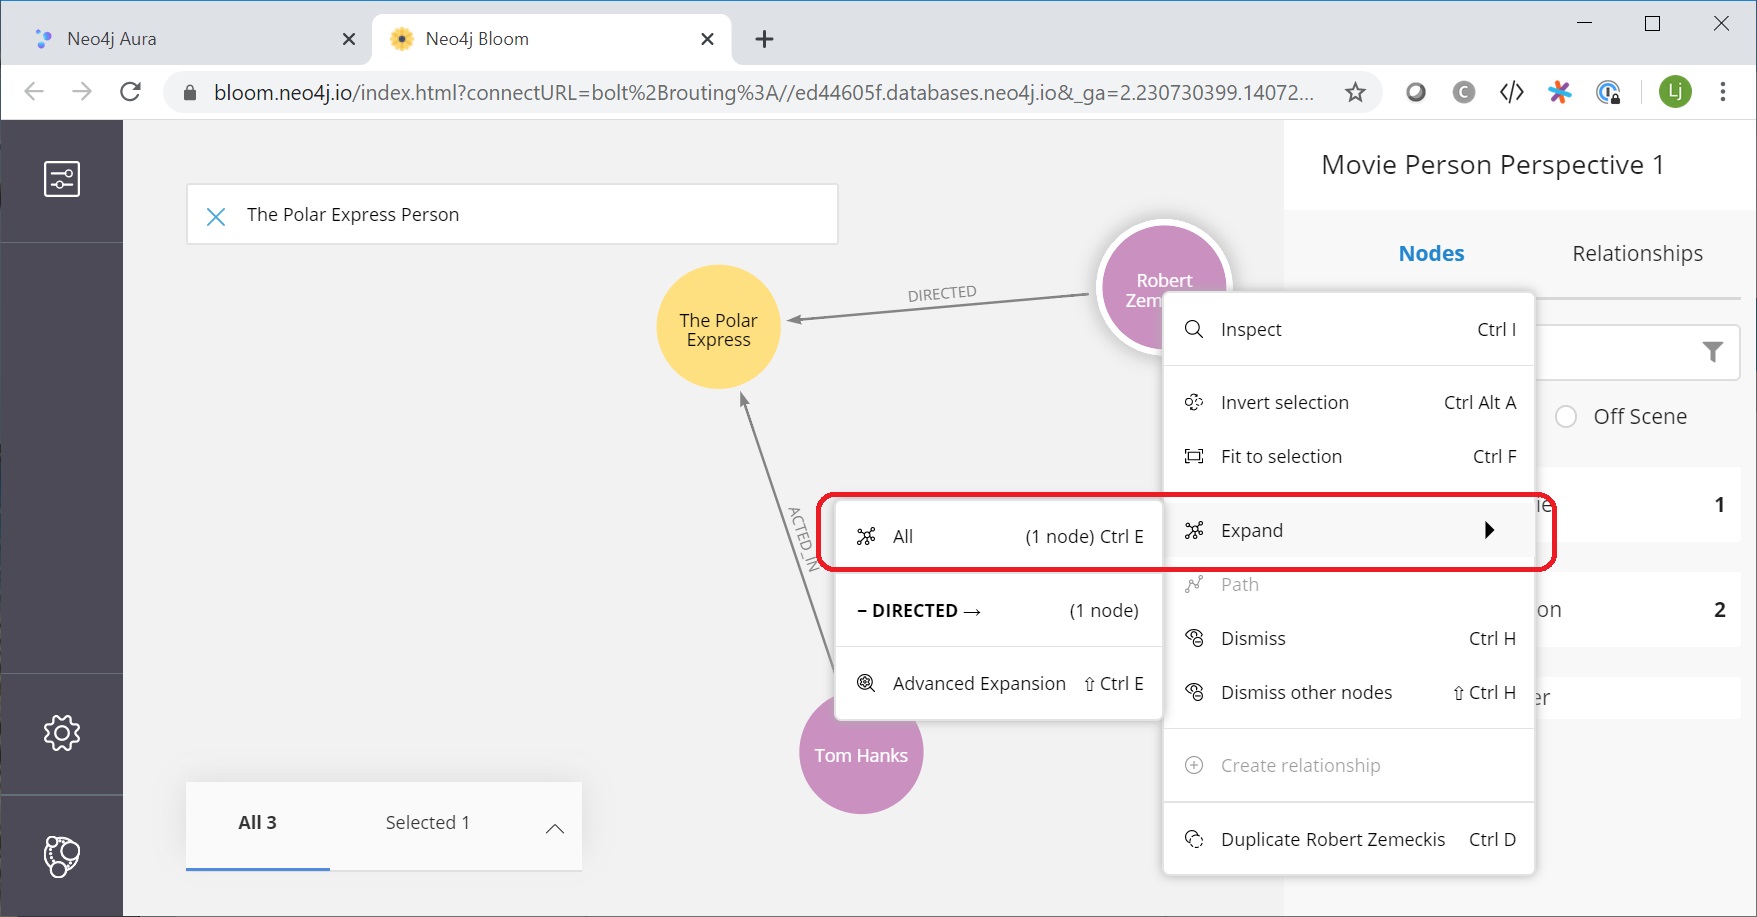 Neo4j Aura
Neo4j Bloom
bloom.neo4j.io/index.html?connectURL=bolt%2Brouting%3A//ed44605f.databases.neo4j.io&_ga=2.230730399.14072...
C
Lj
The Polar Express Person
Movie Person Perspective 1
Nodes
Relationships
Off Scene
ie
1
on
2
er
The Polar
Express
DIRECTED
Robert
Zem
ACTED_IN
Tom Hanks
Inspect Ctrl I
Invert selection Ctrl Alt A
Fit to selection Ctrl F
Expand
Path
Dismiss Ctrl H
Dismiss other nodes ⇧ Ctrl H
Create relationship
Duplicate Robert Zemeckis Ctrl D
All (1 node) Ctrl E
– DIRECTED → (1 node)
Advanced Expansion ⇧ Ctrl E
All 3
Selected 1